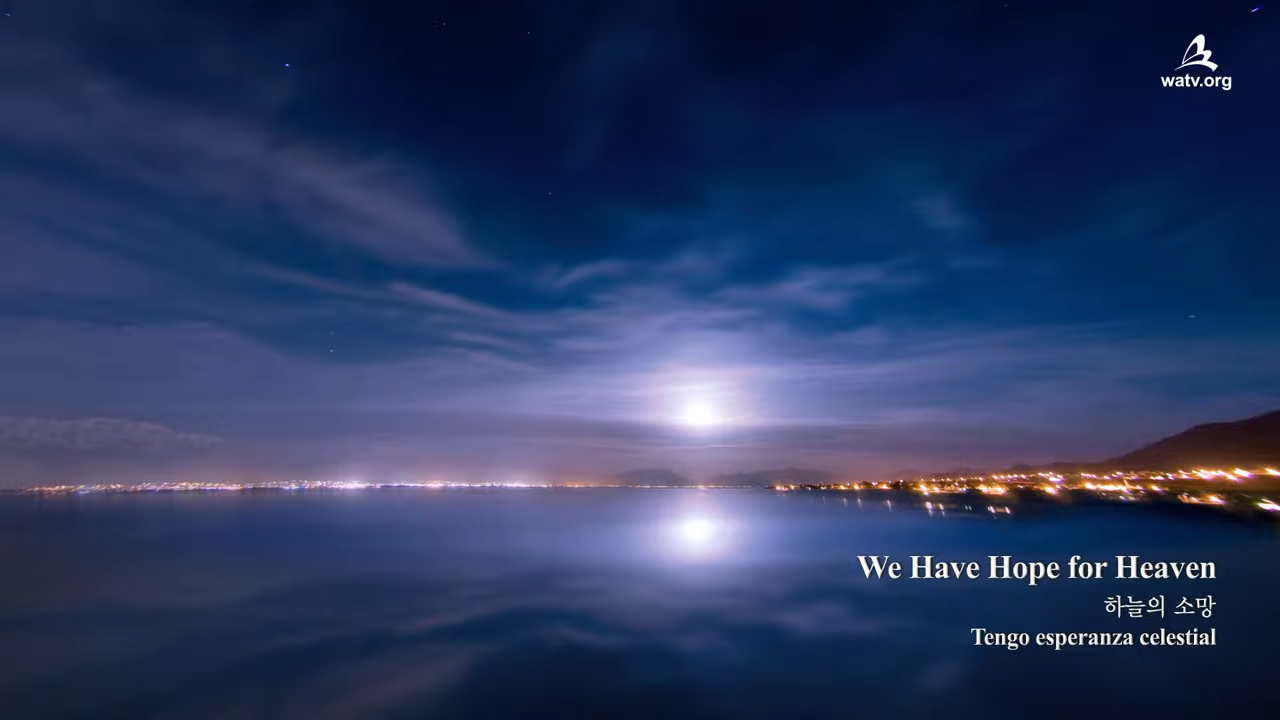 watv.org
We Have Hope for Heaven
하늘의 소망
Tengo esperanza celestial